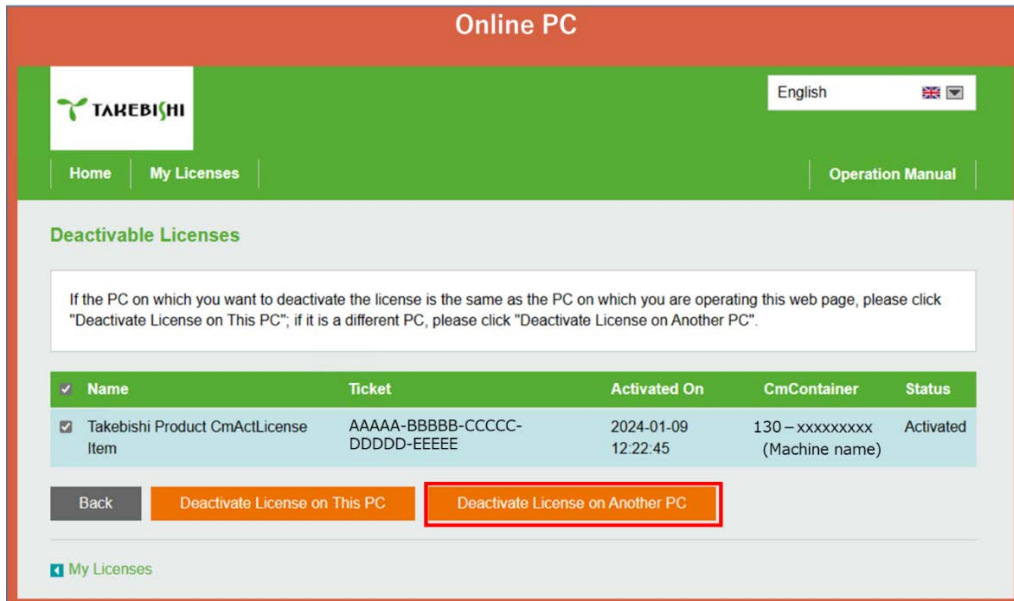 Online PC
TAKEBISHI
English
Home
My Licenses
Operation Manual
Deactivable Licenses
If the PC on which you want to deactivate the license is the same as the PC on which you are operating this web page, please click
"Deactivate License on This PC"; if it is a different PC, please click "Deactivate License on Another PC".
Name Ticket Activated On CmContainer Status
Takebishi Product CmActLicense AAAAA-BBBBB-CCCCC- 2024-01-09 130-xxxxxxxxx Activated
Item DDDDD-EEEEE 12:22:45 (Machine name)
Back Deactivate License on This PC Deactivate License on Another PC
My Licenses